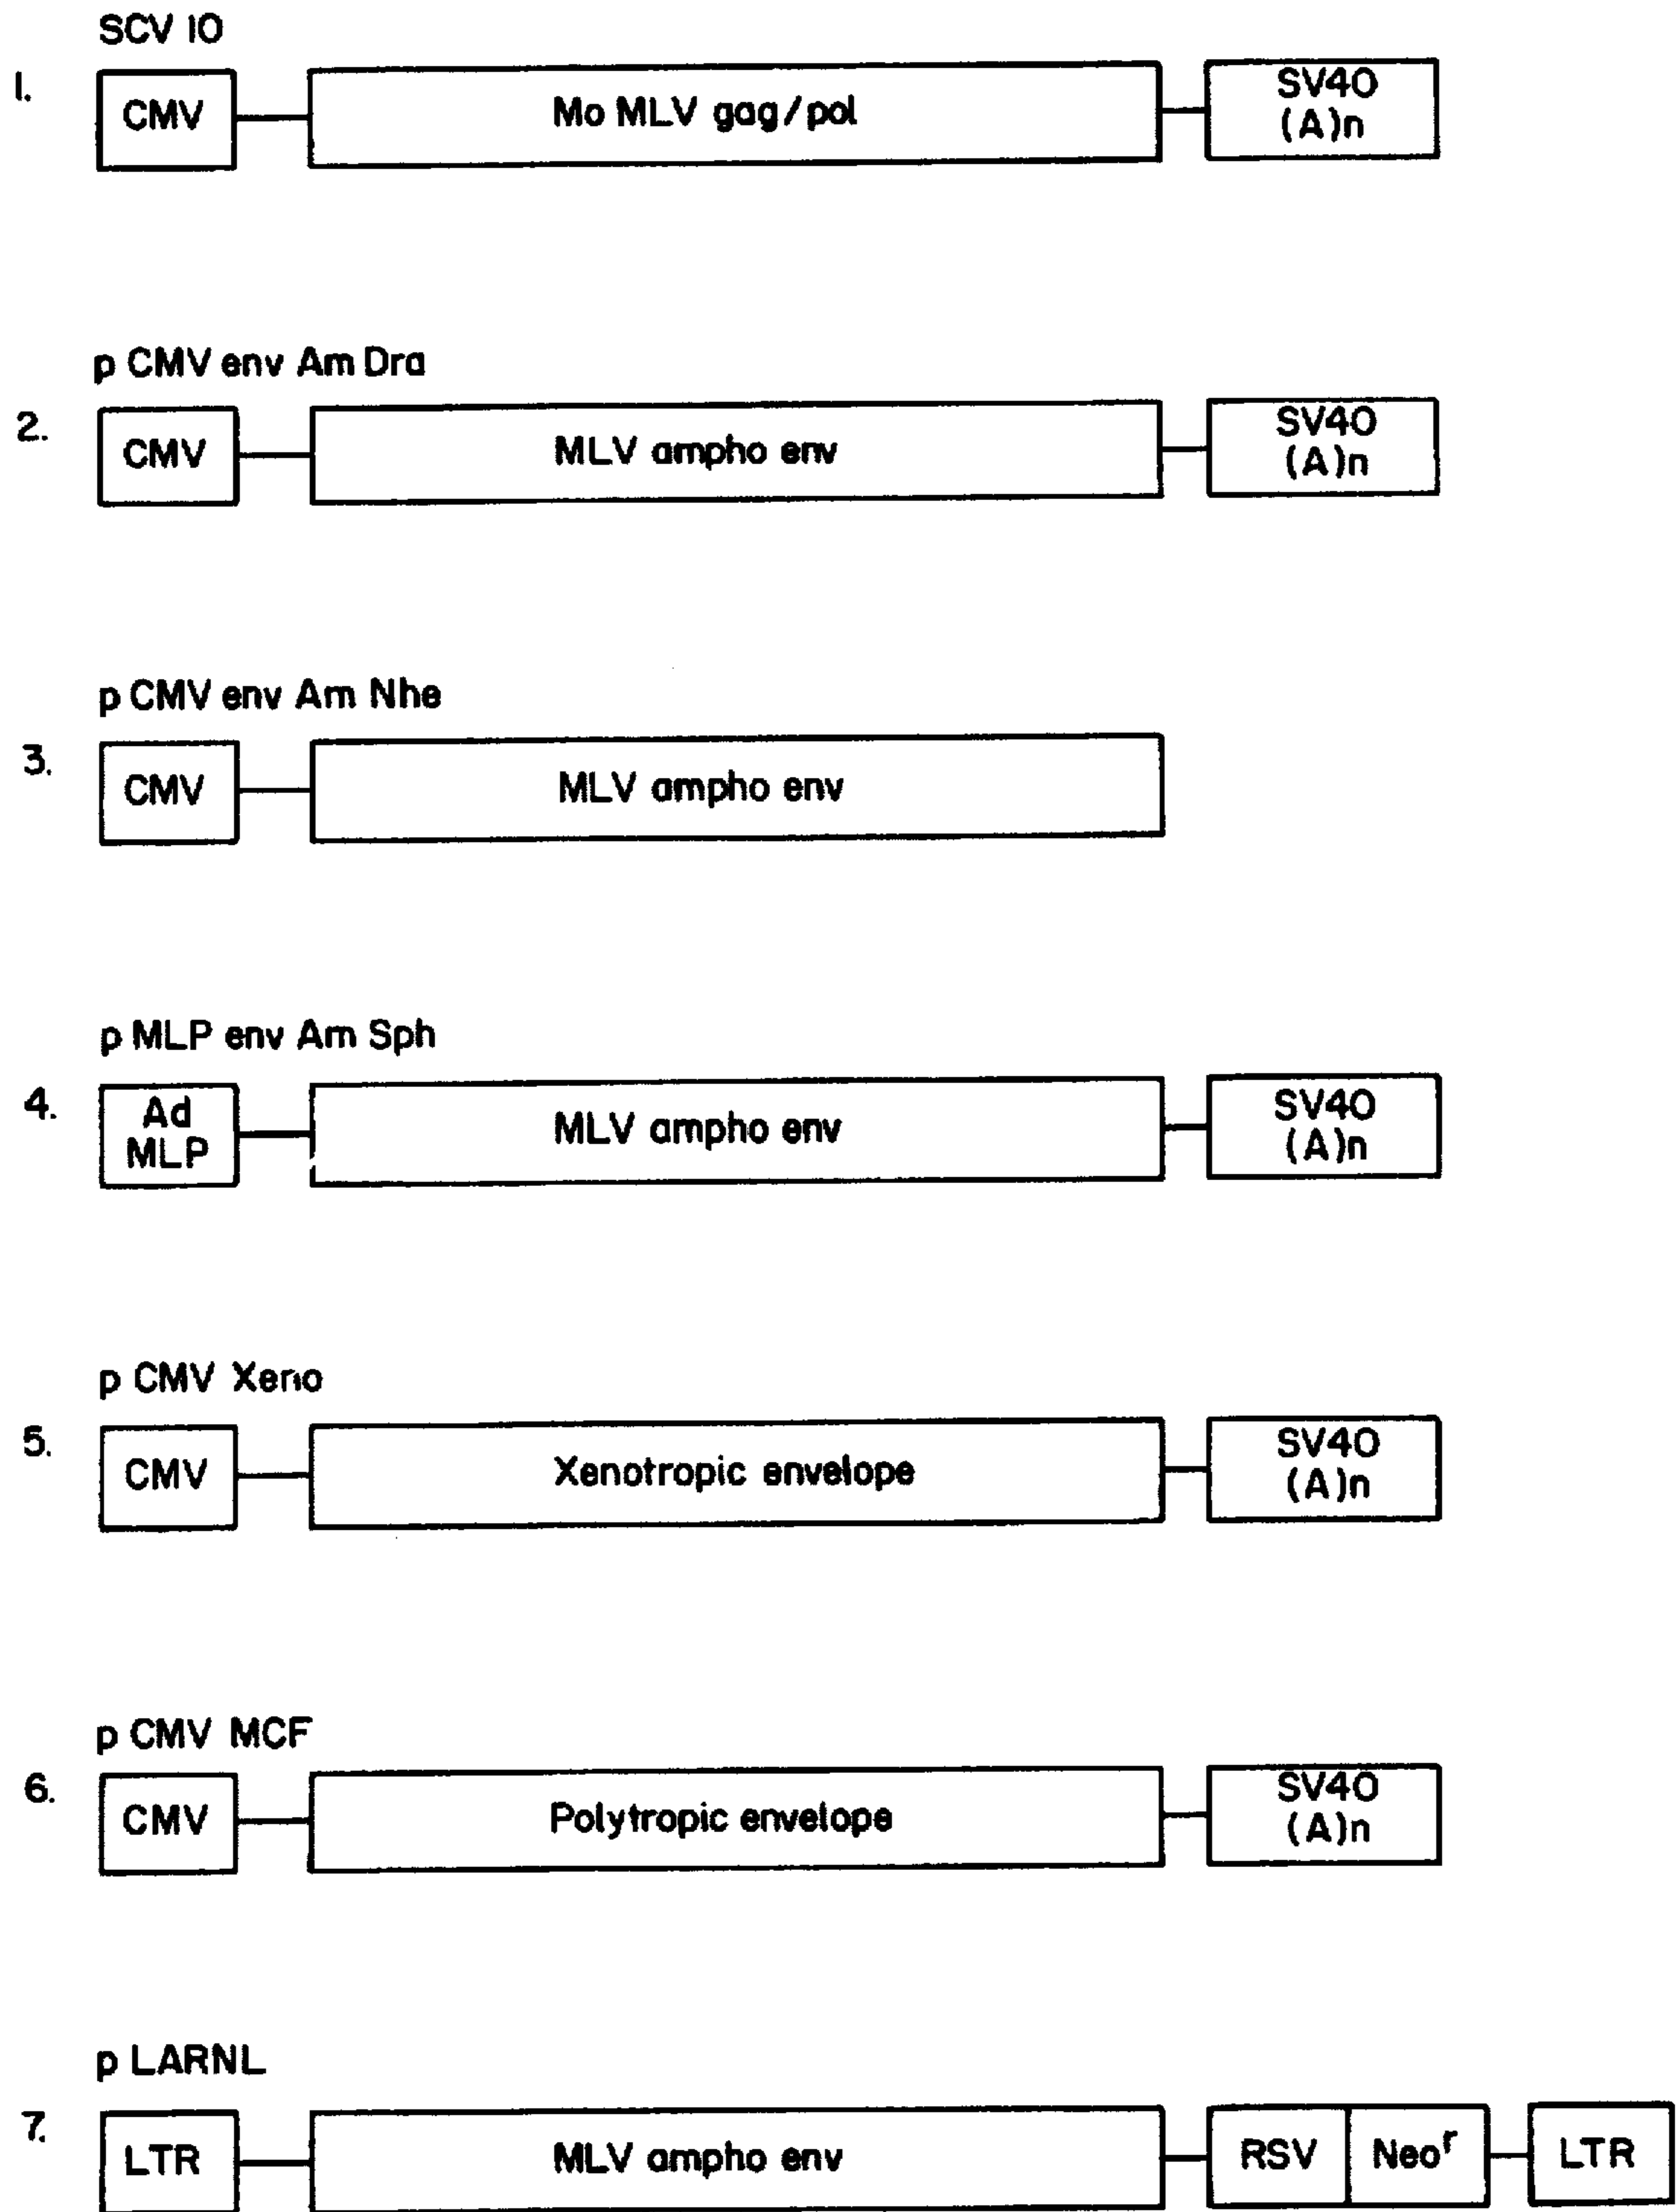 SCV 10
1.
CMV
Mo MLV gag/pol
SV40
(A)n
p CMV env Am Dra
2.
CMV
MLV ampho env
SV40
(A)n
p CMV env Am Nhe
3.
CMV
MLV ampho env
p MLP env Am Sph
4.
Ad
MLP
MLV ampho env
SV40
(A)n
p CMV Xeno
5.
CMV
Xenotropic envelope
SV40
(A)n
p CMV MCF
6.
CMV
Polytropic envelope
SV40
(A)n
p LARNL
7.
LTR
MLV ampho env
RSV
Neoʳ
LTR